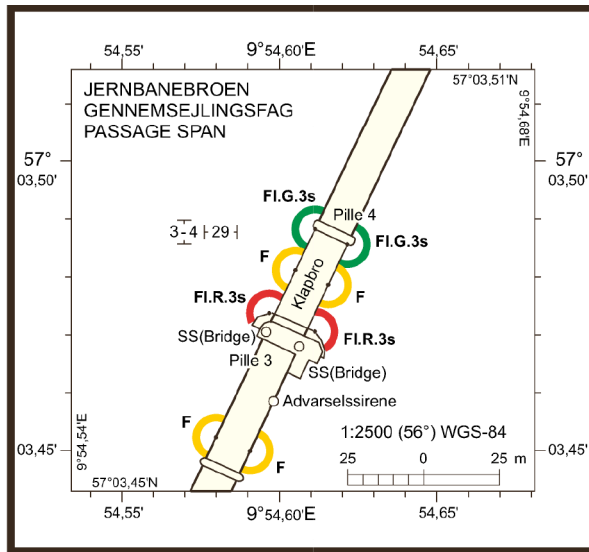 54,55'
9°54,60'E
54,65'
JERNBANEBROEN
GENNEMSEJLINGSFAG
PASSAGE SPAN
57°03,51'N
9°54,68'E
57°
03,50'
57°
03,50'
Fl.G.3s
Pille 4
3-4
29
Fl.G.3s
F
Klapbro
F
Fl.R.3s
SS(Bridge)
Fl.R.3s
Pille 3
SS(Bridge)
Advarselssirene
F
1:2500 (56°) WGS-84
03,45'
9°54,54'E
03,45'
F
25
0
25 m
57°03,45'N
54,55'
9°54,60'E
54,65'